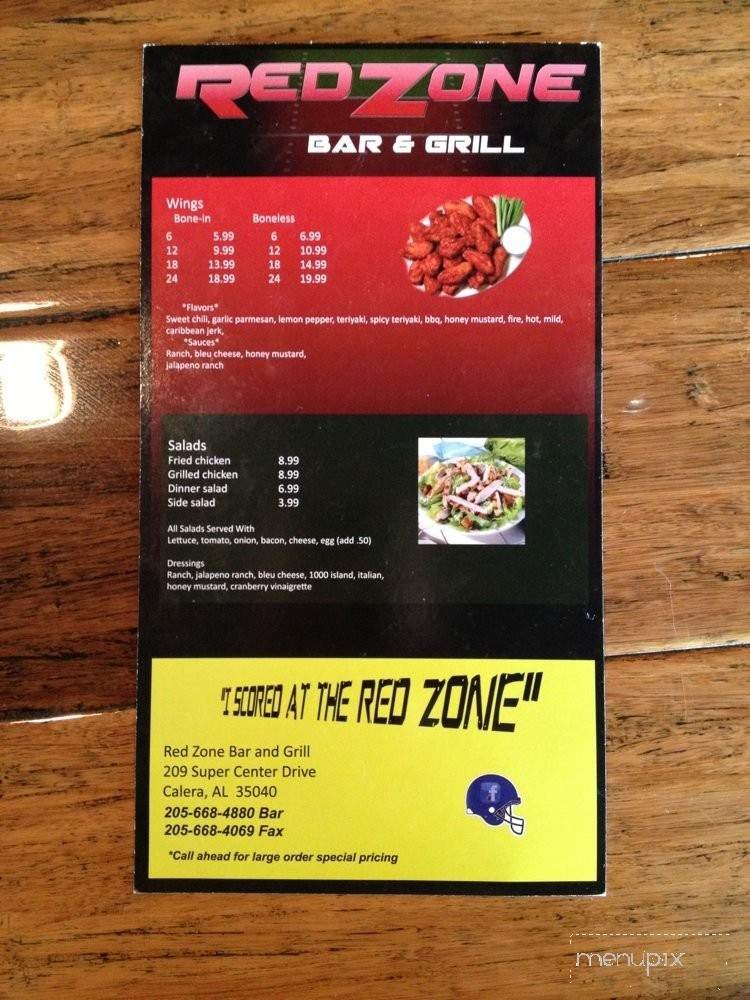 RED ZONE
BAR & GRILL
Wings
Bone-in Boneless
6 5.99 6 6.99
12 9.99 12 10.99
18 13.99 18 14.99
24 18.99 24 19.99
*Flavors*
Sweet chili, garlic parmesan, lemon pepper, teriyaki, spicy teriyaki, bbq, honey mustard, fire, hot, mild,
caribbean jerk,
*Sauces*
Ranch, bleu cheese, honey mustard,
jalapeno ranch
Salads
Fried chicken 8.99
Grilled chicken 8.99
Dinner salad 6.99
Side salad 3.99
All Salads Served With
Lettuce, tomato, onion, bacon, cheese, egg (add .50)
Dressings
Ranch, jalapeno ranch, bleu cheese, 1000 island, italian,
honey mustard, cranberry vinaigrette
"I SCORED AT THE RED ZONE"
Red Zone Bar and Grill
209 Super Center Drive
Calera, AL 35040
205-668-4880 Bar
205-668-4069 Fax
f
*Call ahead for large order special pricing
menupix